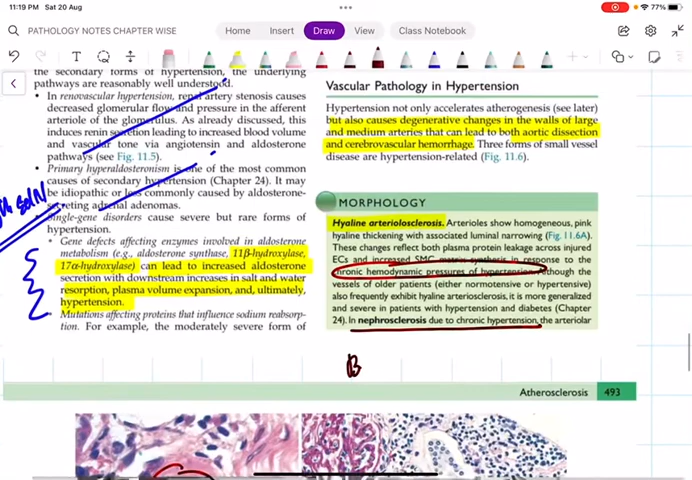 11:19 PM Sat 20 Aug
77%
PATHOLOGY NOTES CHAPTER WISE
Home Insert Draw View Class Notebook
the secondary forms of hypertension, the underlying
pathways are reasonably well understood.
• In renovascular hypertension, renal artery stenosis causes
decreased glomerular flow and pressure in the afferent
arteriole of the glomerulus. As already discussed, this
induces renin secretion leading to increased blood volume
and vascular tone via angiotensin and aldosterone
pathways (see Fig. 11.5).
• Primary hyperaldosteronism is one of the most common
causes of secondary hypertension (Chapter 24). It may
be idiopathic or less commonly caused by aldosterone-
secreting adrenal adenomas.
Single-gene disorders cause severe but rare forms of
hypertension.
• Gene defects affecting enzymes involved in aldosterone
metabolism (e.g., aldosterone synthase, 11β-hydroxylase,
17α-hydroxylase) can lead to increased aldosterone
secretion with downstream increases in salt and water
resorption, plasma volume expansion, and, ultimately,
hypertension.
• Mutations affecting proteins that influence sodium reabsorp-
tion. For example, the moderately severe form of
Vascular Pathology in Hypertension
Hypertension not only accelerates atherogenesis (see later)
but also causes degenerative changes in the walls of large
and medium arteries that can lead to both aortic dissection
and cerebrovascular hemorrhage. Three forms of small vessel
disease are hypertension-related (Fig. 11.6).
MORPHOLOGY
Hyaline arteriolosclerosis. Arterioles show homogeneous, pink
hyaline thickening with associated luminal narrowing (Fig. 11.6A).
These changes reflect both plasma protein leakage across injured
ECs and increased SMC matrix synthesis in response to the
chronic hemodynamic pressures of hypertension. Although the
vessels of older patients (either normotensive or hypertensive)
also frequently exhibit hyaline arteriosclerosis, it is more generalized
and severe in patients with hypertension and diabetes (Chapter
24). In nephrosclerosis due to chronic hypertension, the arteriolar
B
Atherosclerosis 493